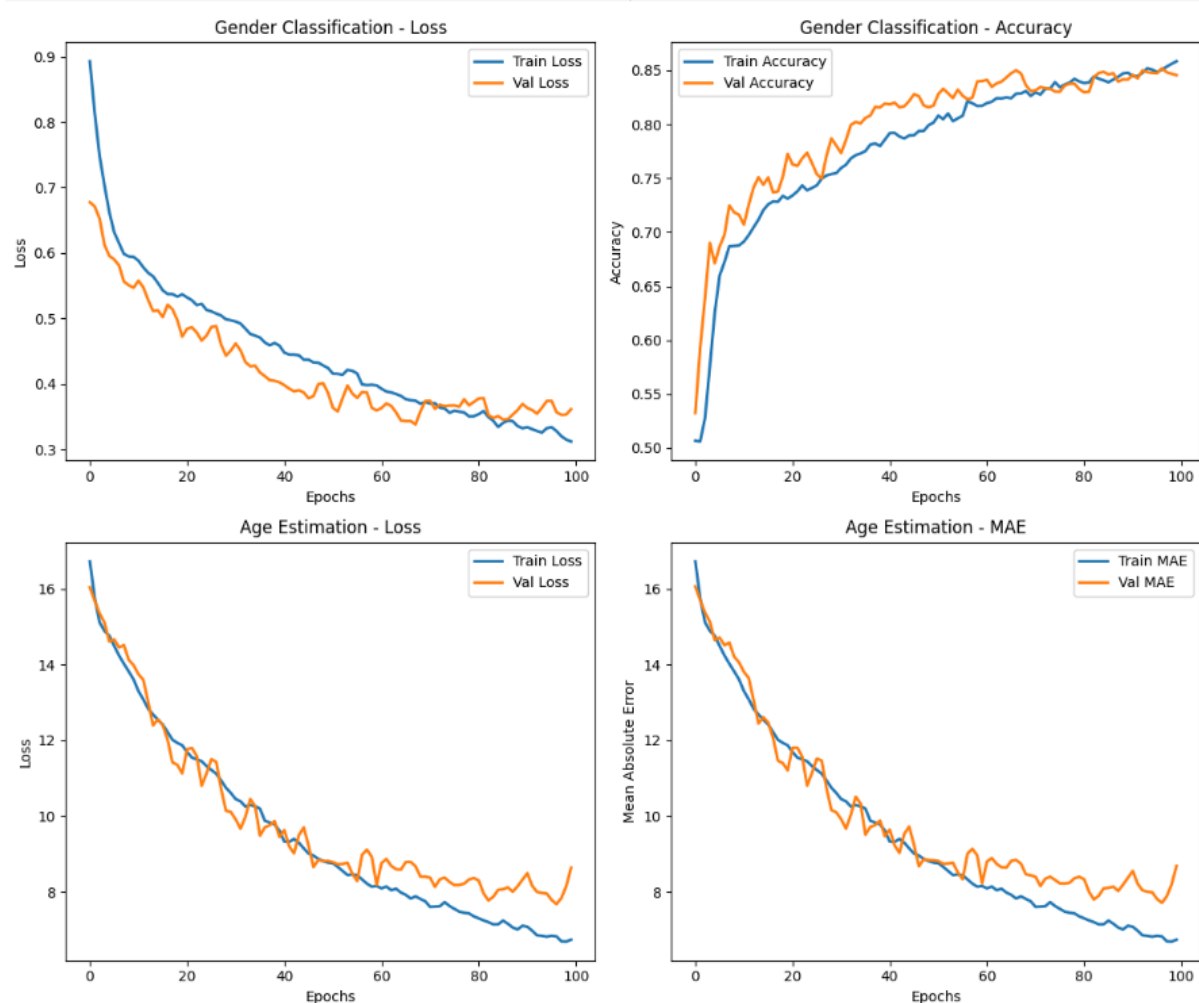 Gender Classification - Loss
0.9
0.8
0.7
0.6
0.5
0.4
0.3
Loss
Train Loss
Val Loss
0 20 40 60 80 100
Epochs
Gender Classification - Accuracy
0.85
0.80
0.75
0.70
0.65
0.60
0.55
0.50
Accuracy
Train Accuracy
Val Accuracy
0 20 40 60 80 100
Epochs
Age Estimation - Loss
16
14
12
10
8
Loss
Train Loss
Val Loss
0 20 40 60 80 100
Epochs
Age Estimation - MAE
16
14
12
10
8
Mean Absolute Error
Train MAE
Val MAE
0 20 40 60 80 100
Epochs